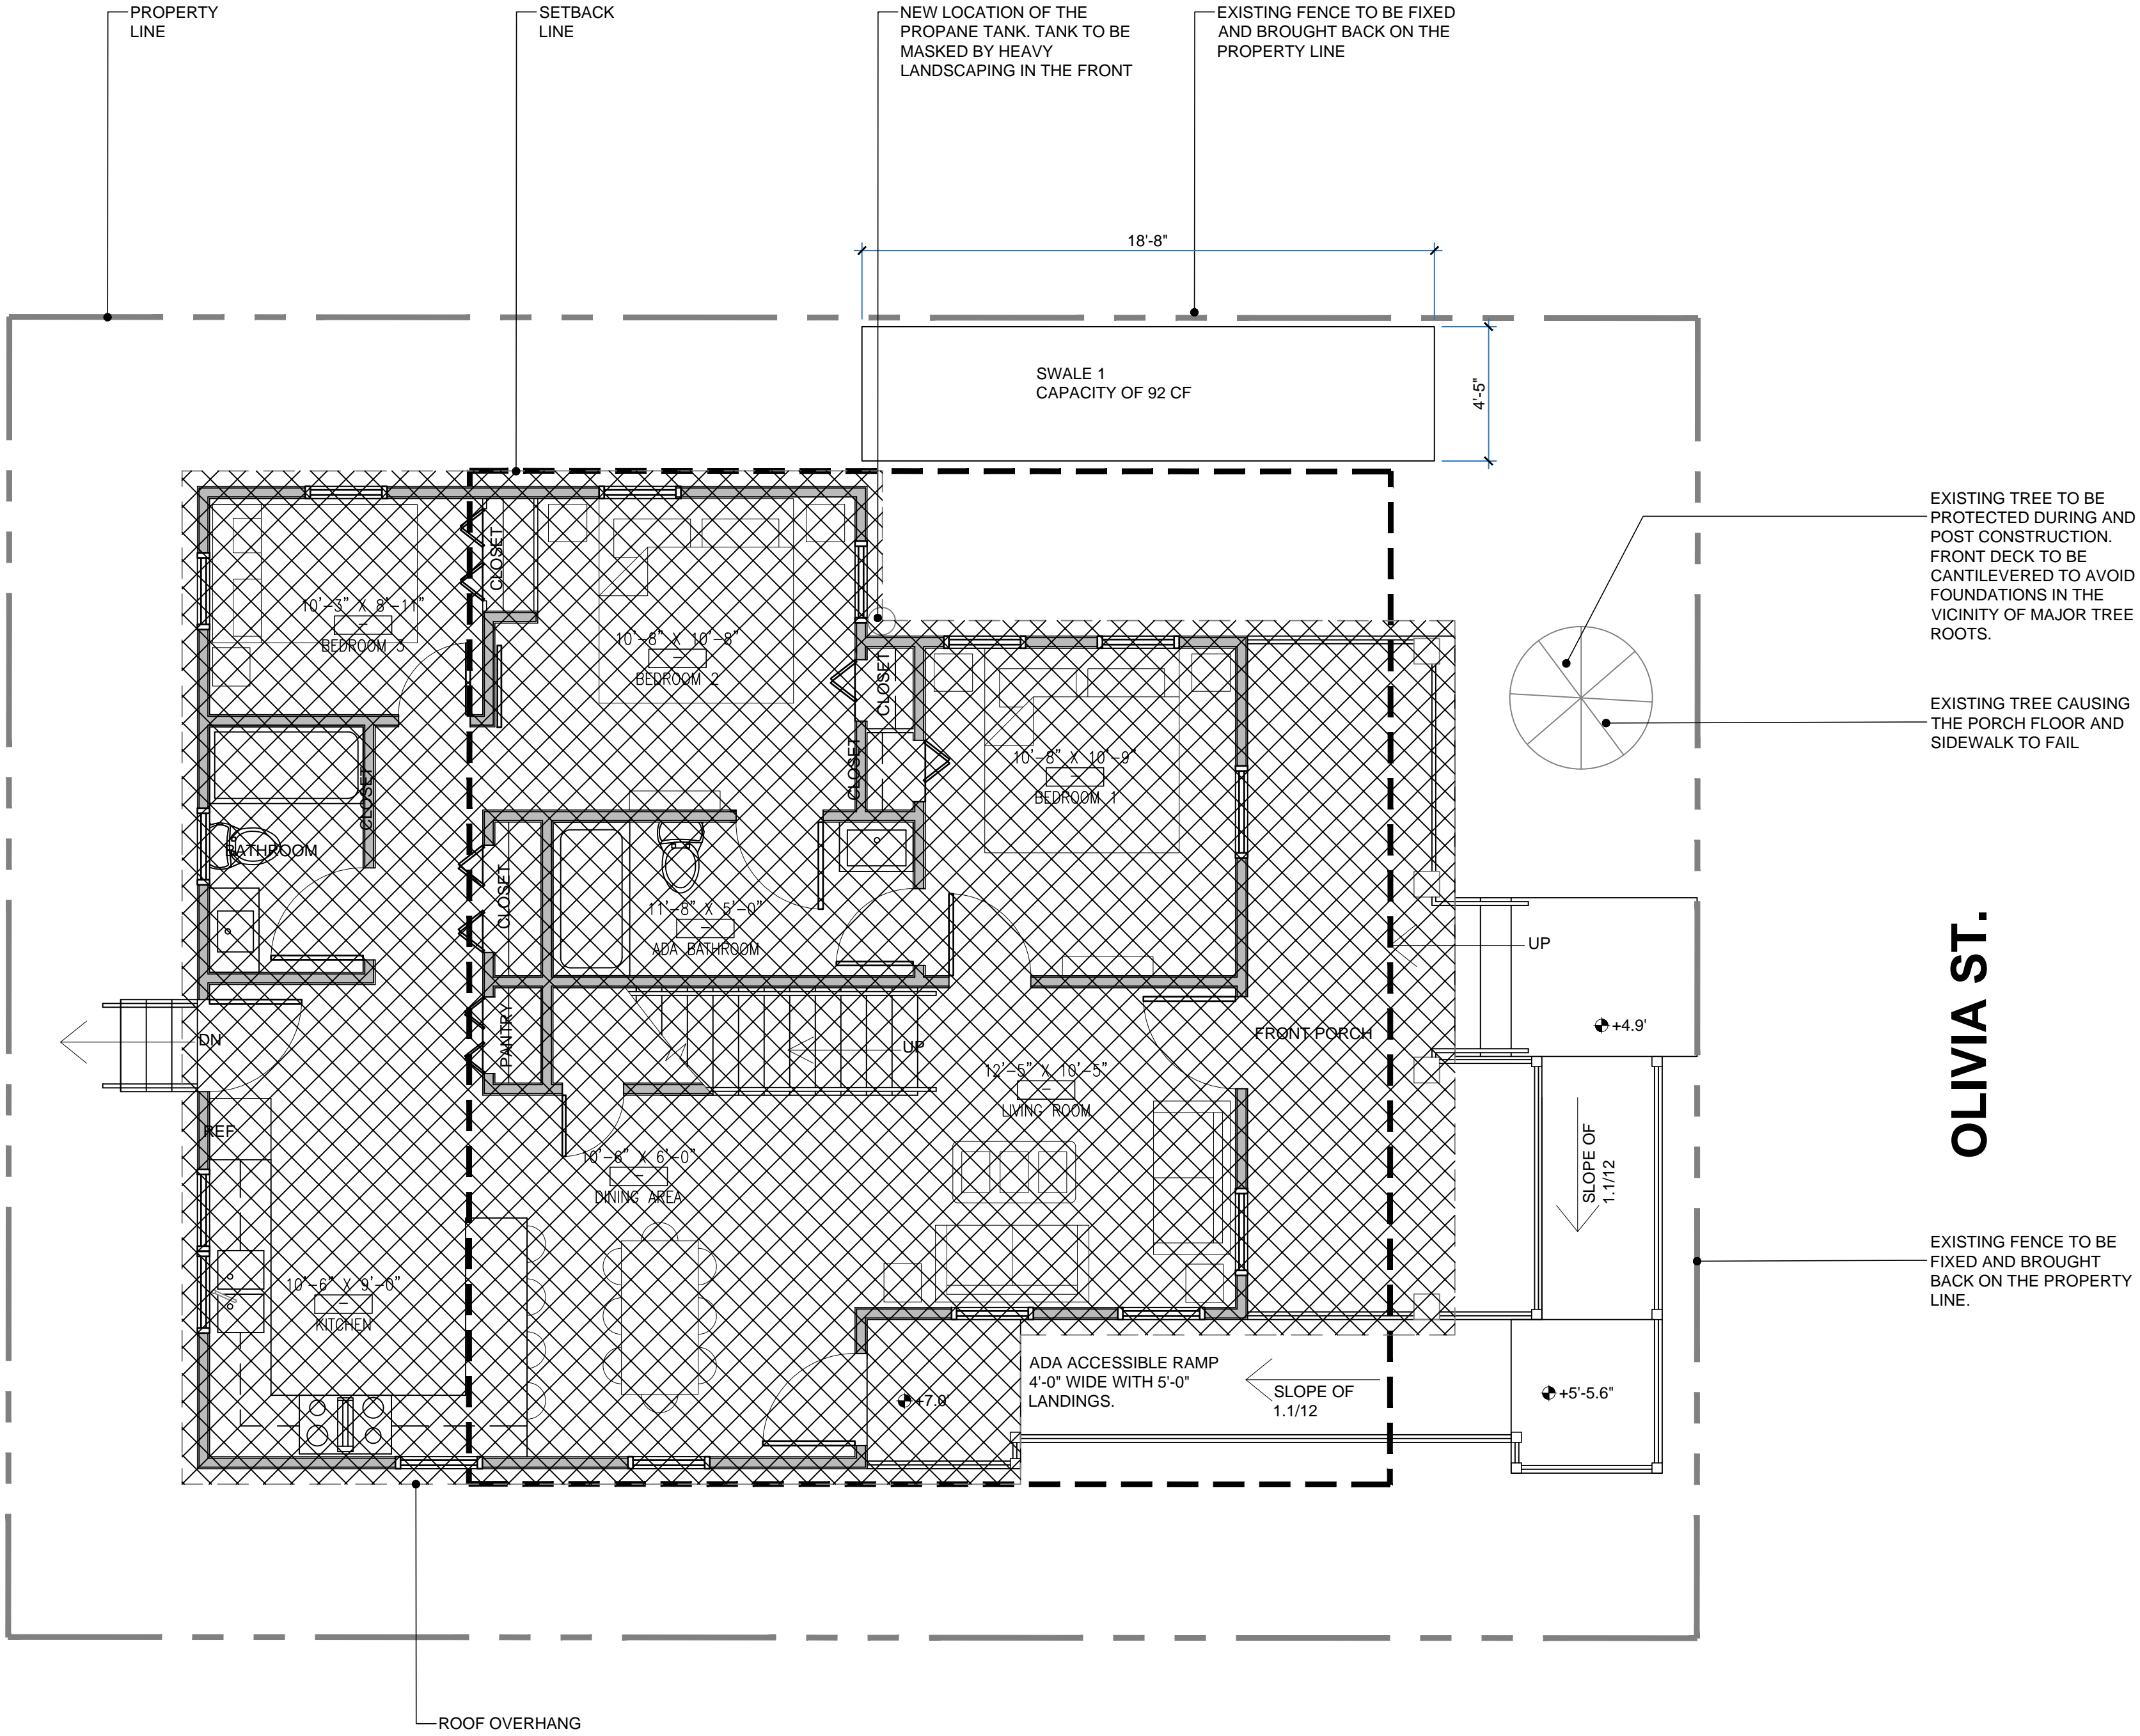 PROPERTY
LINE
SETBACK
LINE
NEW LOCATION OF THE
PROPANE TANK. TANK TO BE
MASKED BY HEAVY
LANDSCAPING IN THE FRONT
EXISTING FENCE TO BE FIXED
AND BROUGHT BACK ON THE
PROPERTY LINE
18'-8"
SWALE 1
CAPACITY OF 92 CF
4'-5"
EXISTING TREE TO BE
PROTECTED DURING AND
POST CONSTRUCTION.
FRONT DECK TO BE
CANTILEVERED TO AVOID
FOUNDATIONS IN THE
VICINITY OF MAJOR TREE
ROOTS.
EXISTING TREE CAUSING
THE PORCH FLOOR AND
SIDEWALK TO FAIL
CLOSET
10'-3" X 8'-11"
BEDROOM 3
10'-8" X 10'-8"
BEDROOM 2
CLOSET
CLOSET
10'-8" X 10'-9"
BEDROOM 1
CLOSET
BATHROOM
CLOSET
11'-8" X 5'-0"
ADA BATHROOM
UP
OLIVIA ST.
DN
PANTRY
UP
FRONT PORCH
+4.9'
12'-5" X 10'-5"
LIVING ROOM
REF
10'-6" X 6'-0"
DINING AREA
SLOPE OF
1.1/12
EXISTING FENCE TO BE
FIXED AND BROUGHT
BACK ON THE PROPERTY
LINE.
10'-6" X 9'-0"
KITCHEN
+7.0'
ADA ACCESSIBLE RAMP
4'-0" WIDE WITH 5'-0"
LANDINGS.
SLOPE OF
1.1/12
+5'-5.6"
ROOF OVERHANG